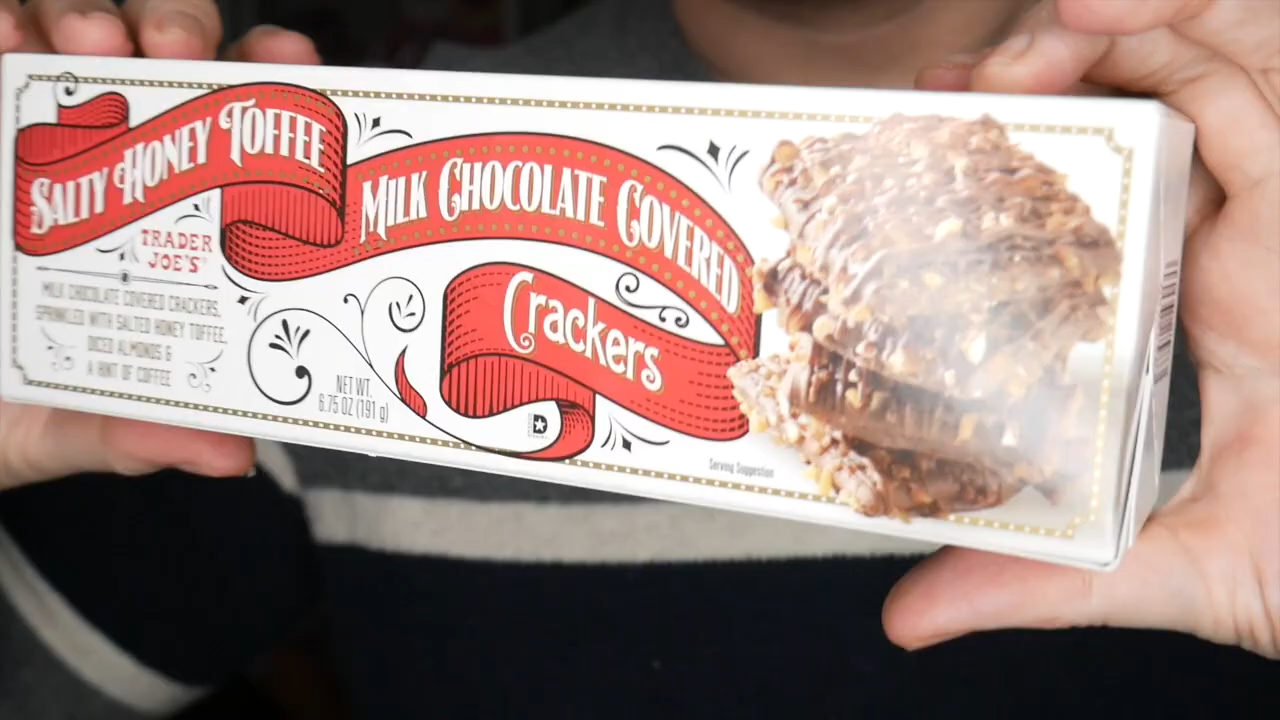 SALTY HONEY TOFFEE
MILK CHOCOLATE COVERED
Crackers
TRADER
JOE'S
MILK CHOCOLATE COVERED CRACKERS,
SPRINKLED WITH SALTED HONEY TOFFEE,
DICED ALMONDS &
A HINT OF COFFEE
NET WT.
6.75 OZ (191 g)
D
Serving Suggestion